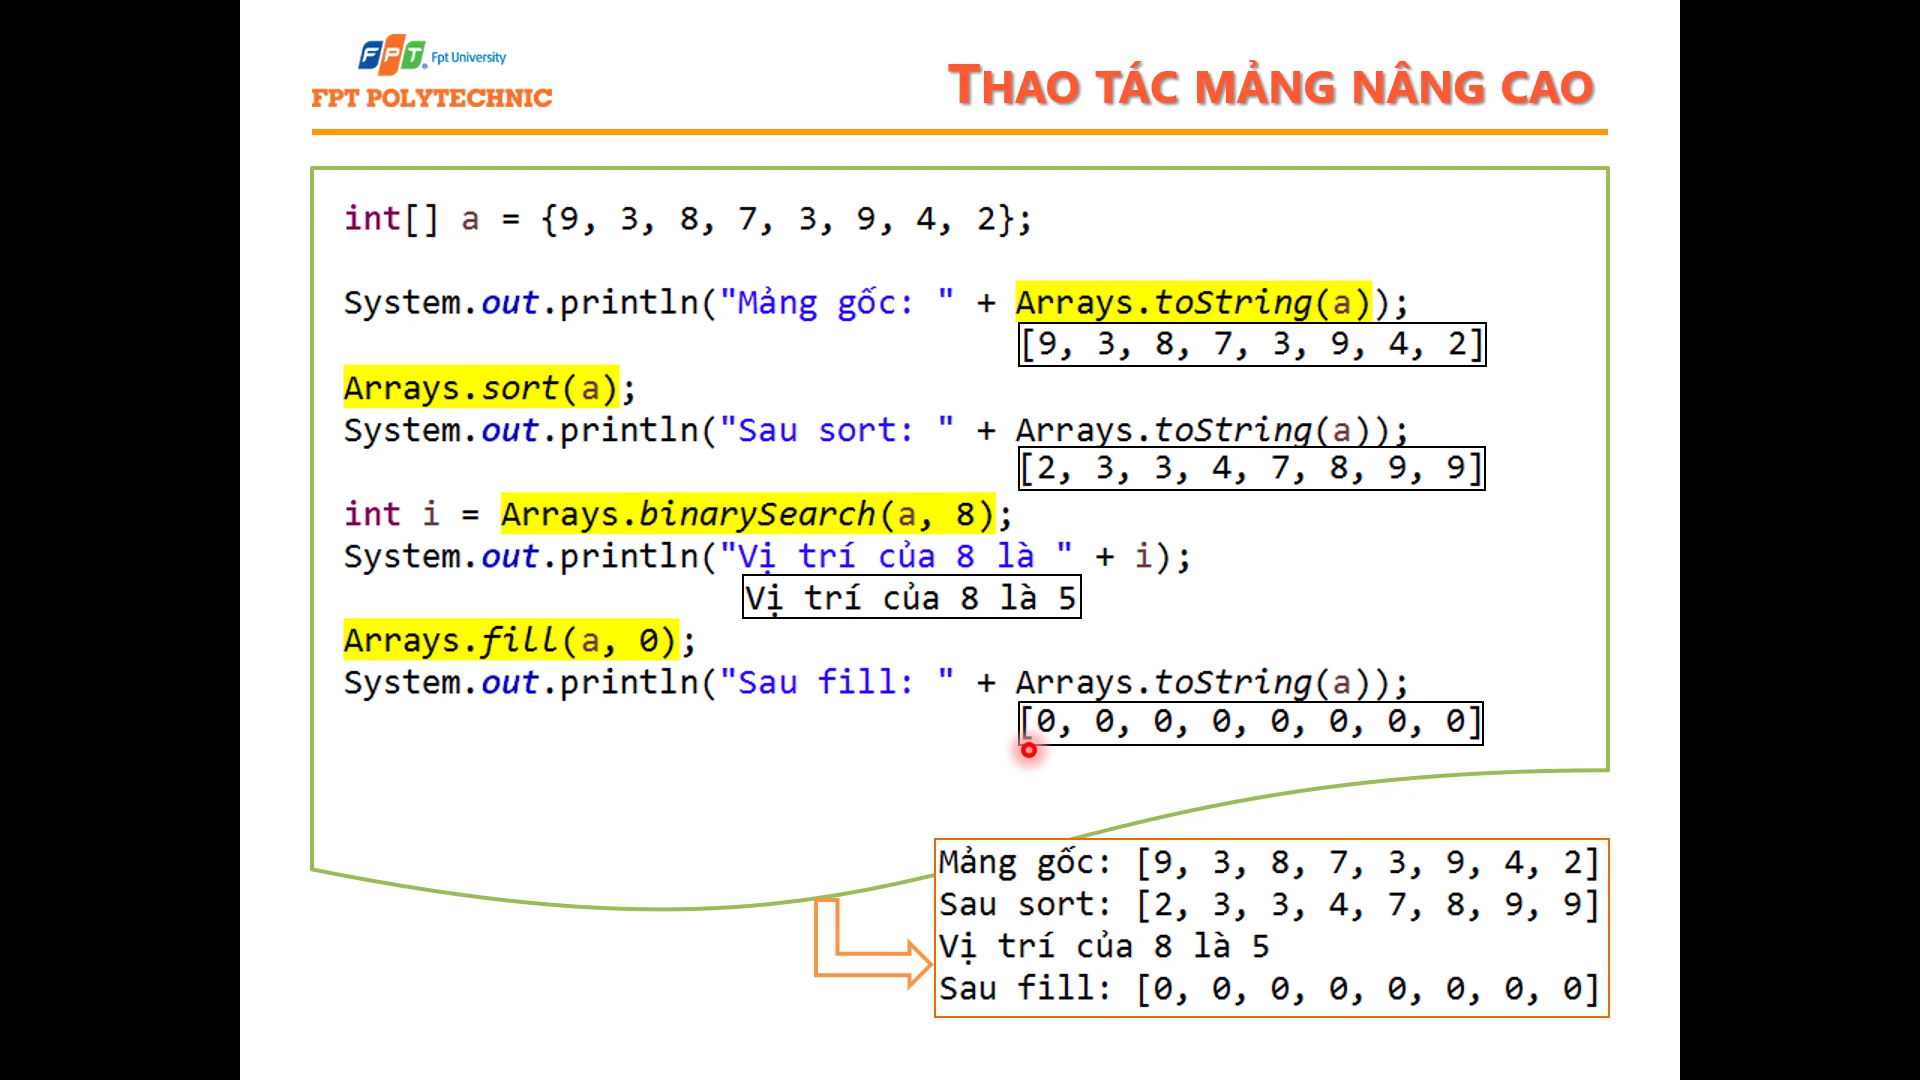 FPT. Fpt University
FPT POLYTECHNIC
THAO TÁC MẢNG NÂNG CAO
int[] a = {9, 3, 8, 7, 3, 9, 4, 2};
System.out.println("Mảng gốc: " + Arrays.toString(a));
[9, 3, 8, 7, 3, 9, 4, 2]
Arrays.sort(a);
System.out.println("Sau sort: " + Arrays.toString(a));
[2, 3, 3, 4, 7, 8, 9, 9]
int i = Arrays.binarySearch(a, 8);
System.out.println("Vị trí của 8 là " + i);
Vị trí của 8 là 5
Arrays.fill(a, 0);
System.out.println("Sau fill: " + Arrays.toString(a));
[0, 0, 0, 0, 0, 0, 0, 0]
Mảng gốc: [9, 3, 8, 7, 3, 9, 4, 2]
Sau sort: [2, 3, 3, 4, 7, 8, 9, 9]
Vị trí của 8 là 5
Sau fill: [0, 0, 0, 0, 0, 0, 0, 0]